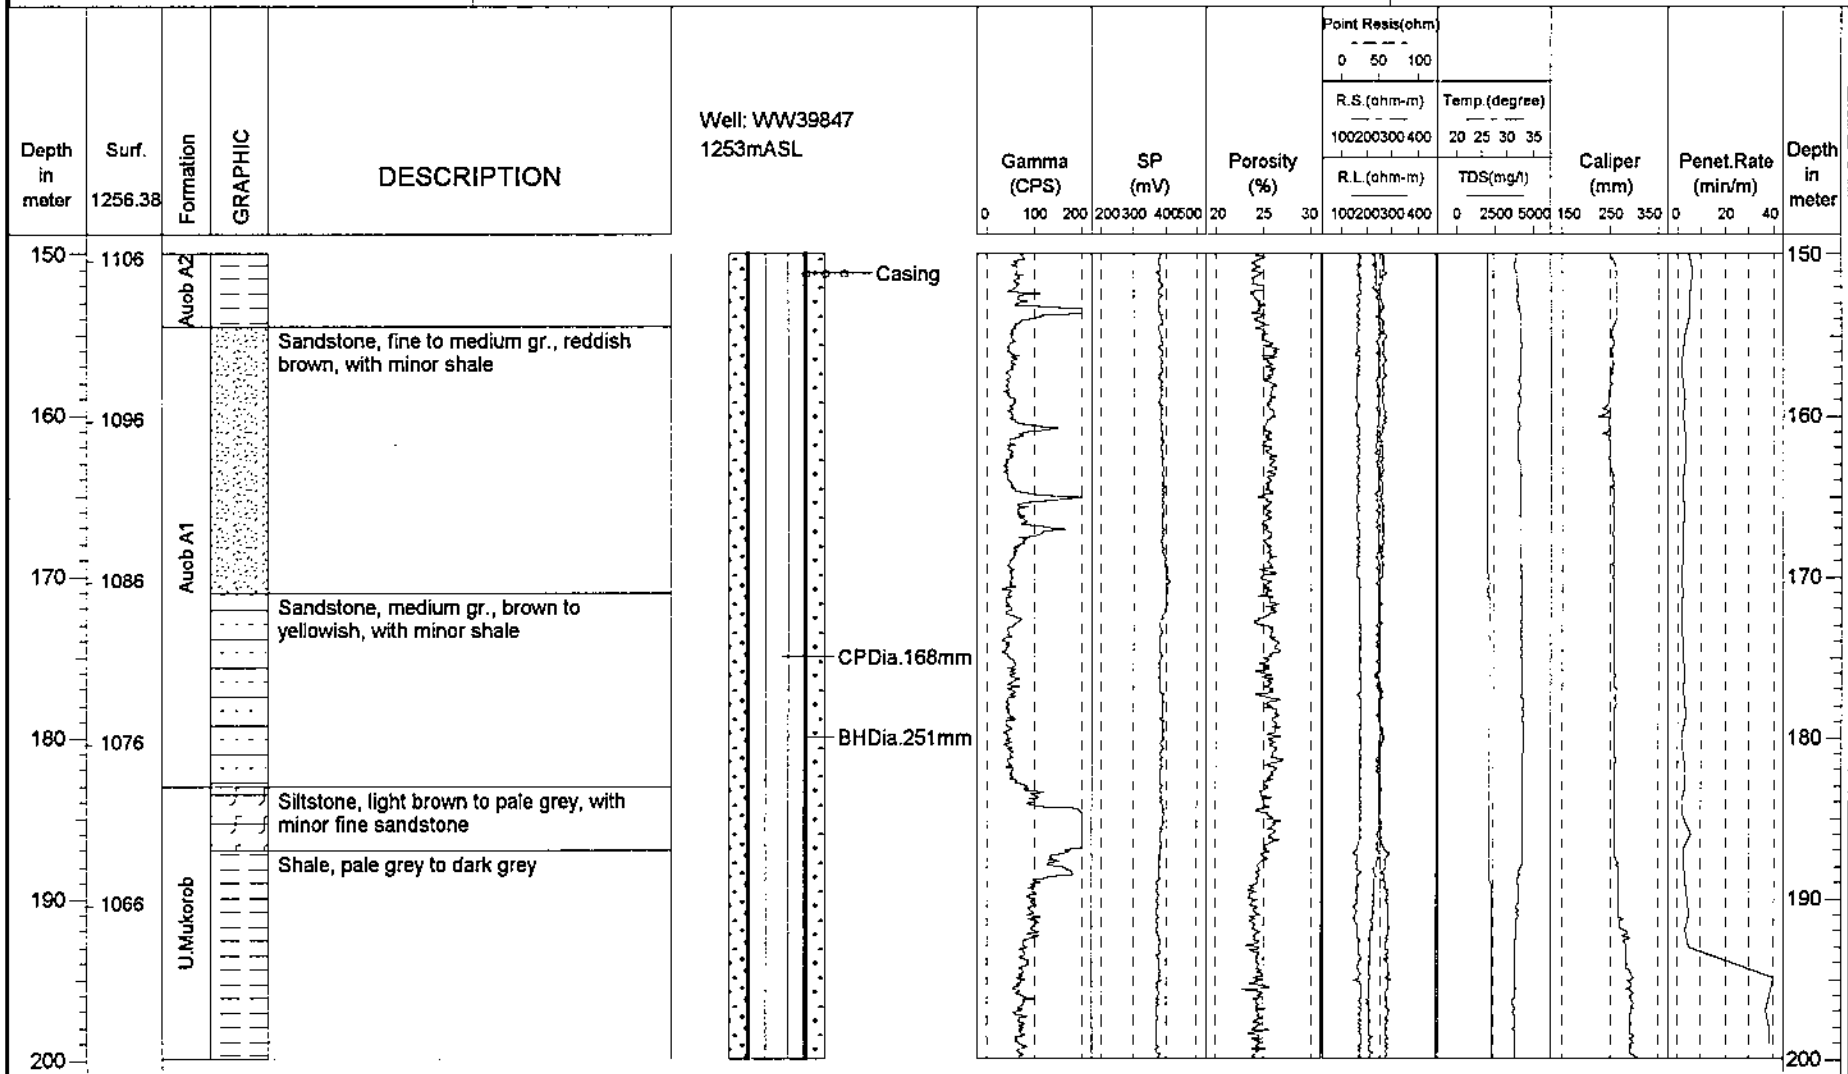 Depth
in
meter
Surf.
1256.38
Formation
GRAPHIC
DESCRIPTION
Well: WW39847
1253mASL
Gamma
(CPS)
0 100 200
SP
(mV)
200300 400500
Porosity
(%)
20 25 30
Point Resis(ohm)
0 50 100
R.S.(ohm-m)
100200300 400
R.L.(ohm-m)
100200300 400
Temp.(degree)
20 25 30 35
TDS(mg/l)
0 2500 5000
Caliper
(mm)
150 250 350
Penet.Rate
(min/m)
0 20 40
Depth
in
meter
150 1106 150
Auob A2
Casing
Sandstone, fine to medium gr., reddish
brown, with minor shale
160 1096 160
Auob A1
170 1086 170
Sandstone, medium gr., brown to
yellowish, with minor shale
CPDia.168mm
BHDia.251mm
180 1076 180
Siltstone, light brown to pale grey, with
minor fine sandstone
Shale, pale grey to dark grey
190 1066 190
U.Mukorob
200 200